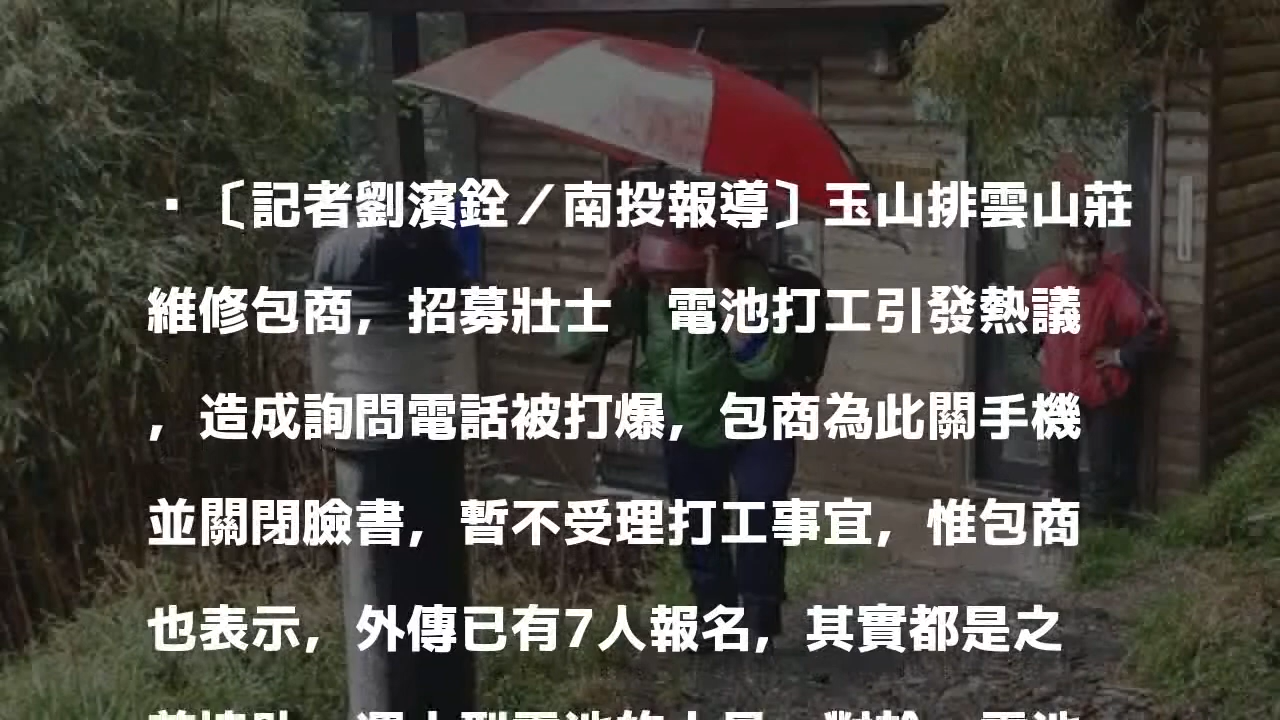 ▪〔記者劉濱銓／南投報導〕玉山排雲山莊
維修包商，招募壯士　電池打工引發熱議
，造成詢問電話被打爆，包商為此關手機
並關閉臉書，暫不受理打工事宜，惟包商
也表示，外傳已有7人報名，其實都是之